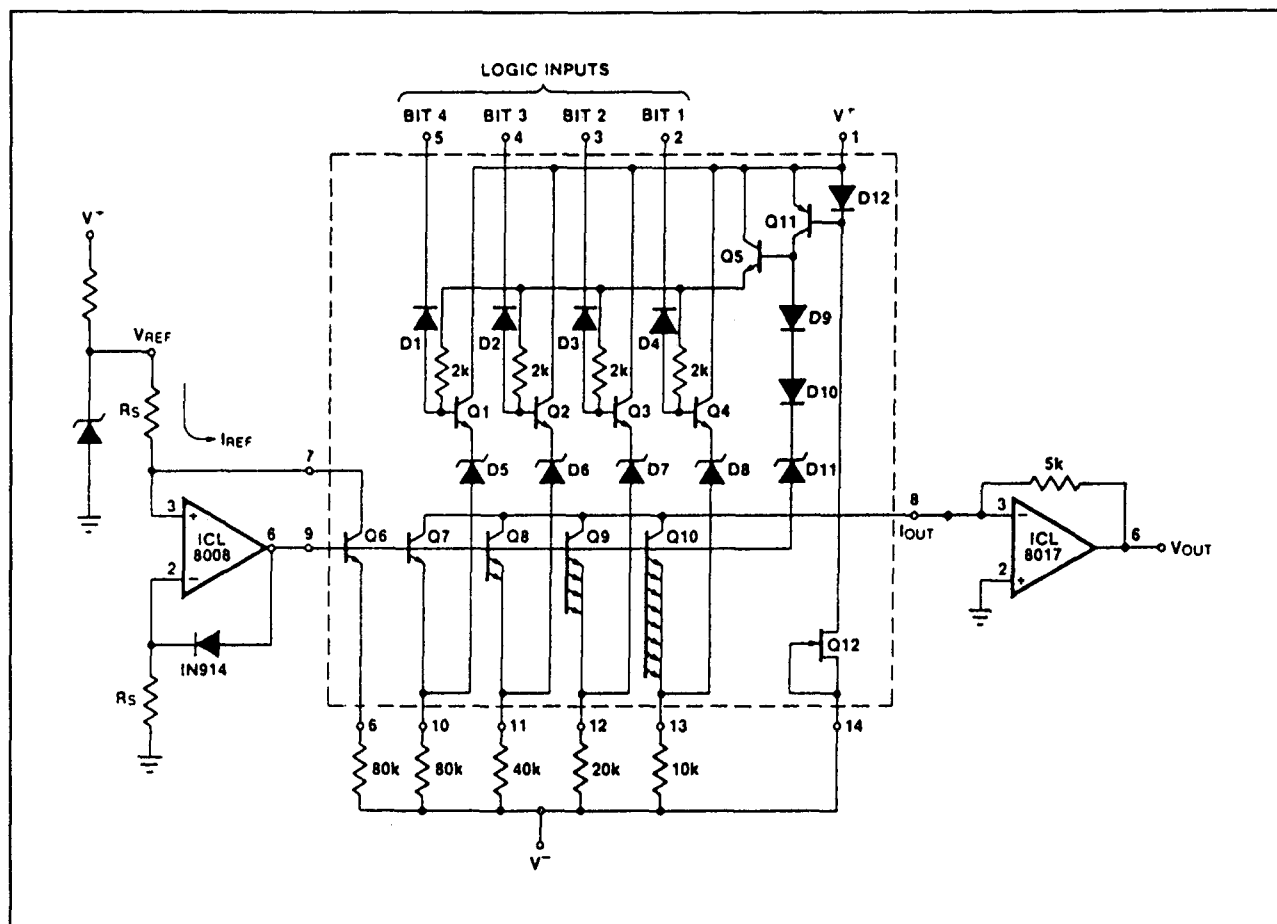 LOGIC INPUTS
BIT 4 BIT 3 BIT 2 BIT 1 V+
5 4 3 2 1
D12
V+
Q11
Q5
D9
VREF
D1 D2 D3 D4
2k 2k 2k 2k
D10
RS
Q1 Q2 Q3 Q4
IREF
7
D5 D6 D7 D8 D11
5k
8
3 + ICL 8008 6 9
2 −
Q6 Q7 Q8 Q9 Q10
IOUT
3 − ICL 8017 6 VOUT
2 +
IN914
Q12
RS
6 10 11 12 13 14
80k 80k 40k 20k 10k
V−